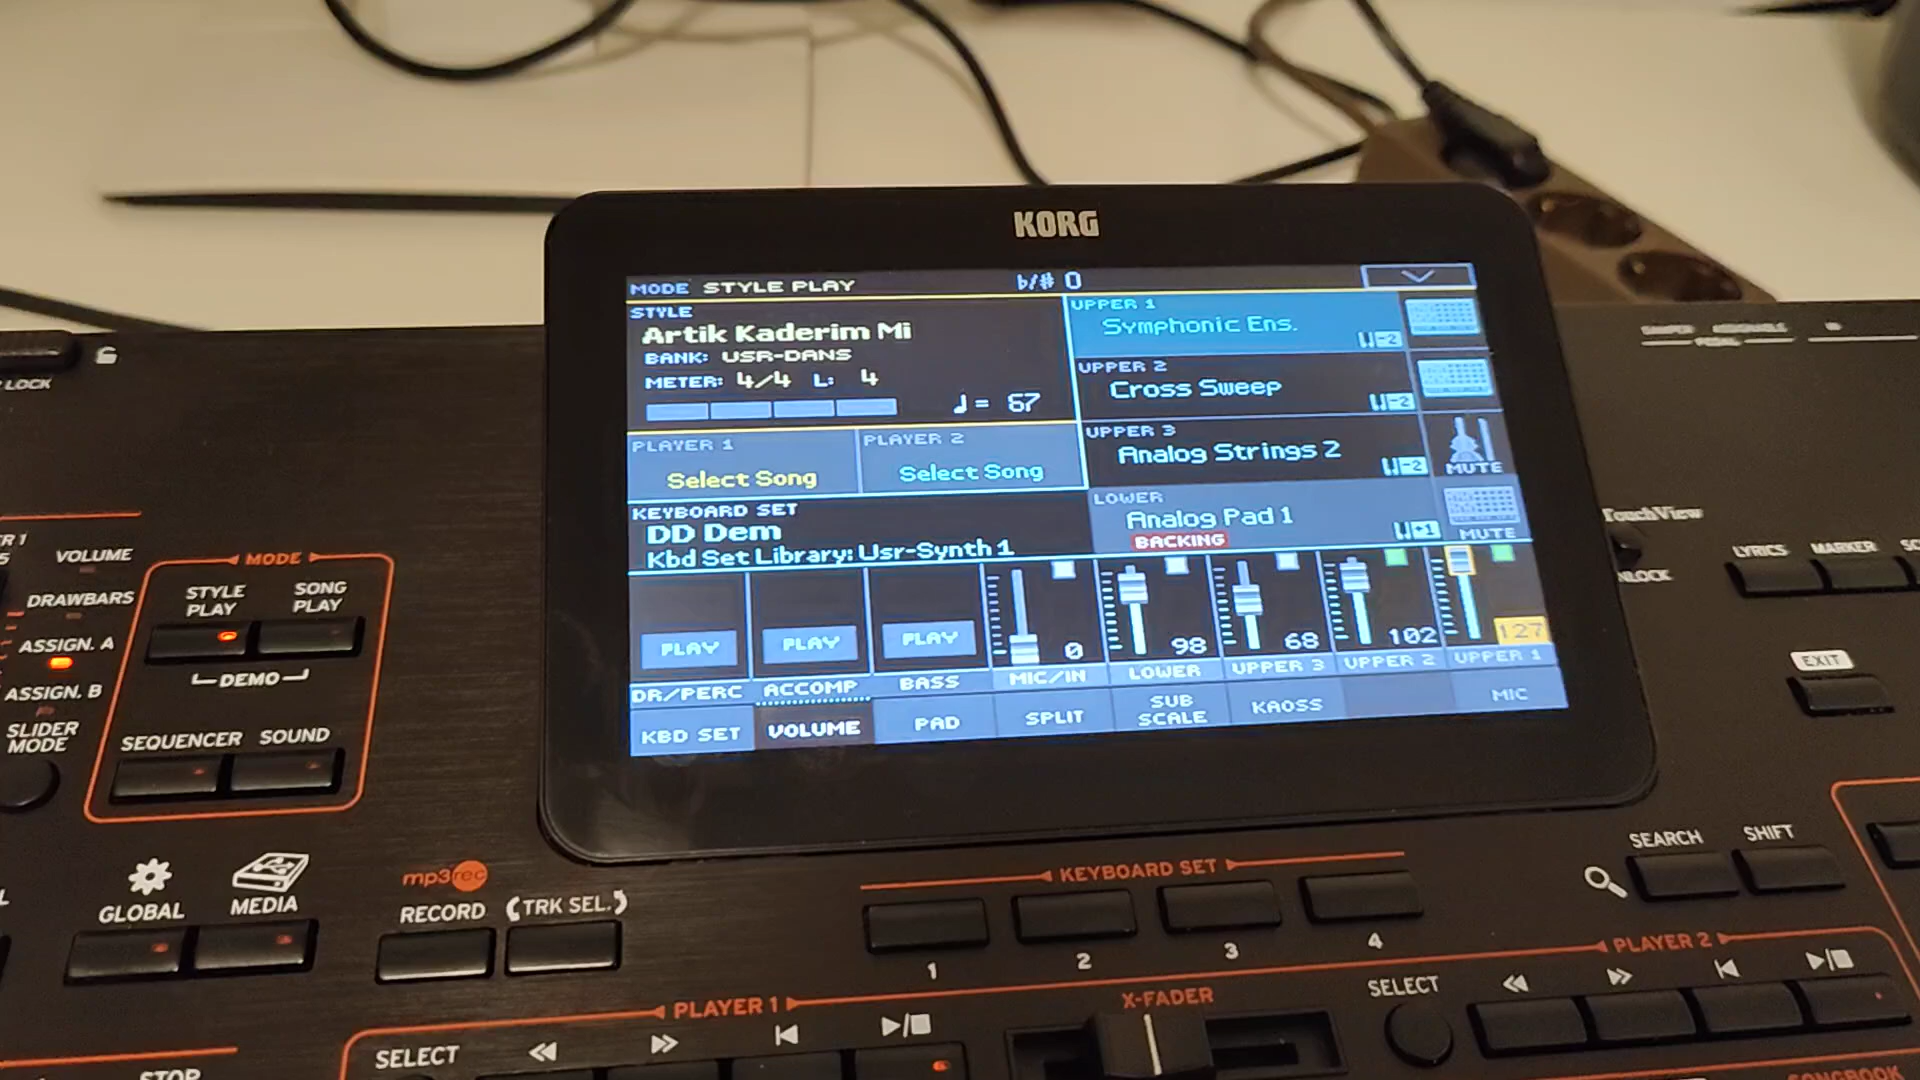 KORG
MODE STYLE PLAY
♭/# 0
STYLE
Artik Kaderim Mi
BANK: USR-DANS
METER: 4/4 L: 4
♩= 67
UPPER 1
Symphonic Ens.
-2
UPPER 2
Cross Sweep
-2
UPPER 3
Analog Strings 2
-2
MUTE
LOWER
Analog Pad 1
BACKING
MUTE
PLAYER 1
Select Song
PLAYER 2
Select Song
KEYBOARD SET
DD Dem
Kbd Set Library: Usr-Synth 1
PLAY
PLAY
PLAY
0
98
68
102
127
DR/PERC
ACCOMP
BASS
MIC/IN
LOWER
UPPER 3
UPPER 2
UPPER 1
KBD SET
VOLUME
PAD
SPLIT
SUB
SCALE
KAOSS
MIC
LOCK
VOLUME
DRAWBARS
ASSIGN. A
ASSIGN. B
SLIDER
MODE
MODE
STYLE
PLAY
SONG
PLAY
DEMO
SEQUENCER
SOUND
GLOBAL
MEDIA
mp3rec
RECORD
TRK SEL.
KEYBOARD SET
1
2
3
4
TouchView
LYRICS
MARKER
EXIT
SEARCH
SHIFT
PLAYER 1
SELECT
X-FADER
PLAYER 2
SELECT
STOP
SONGBOOK